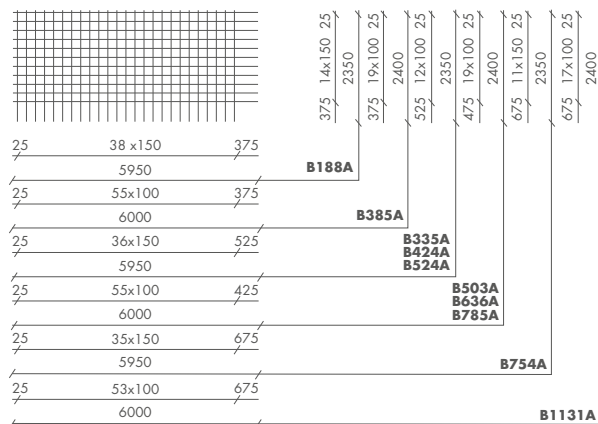 375 14x150 25
2350
375 19x100 25
2400
525 12x100 25
2350
475 19x100 25
2400
675 11x150 25
2350
675 17x100 25
2400
25 38 x150 375
5950
B188A
25 55x100 375
6000
B385A
25 36x150 525
5950
B335A
B424A
B524A
25 55x100 425
6000
B503A
B636A
B785A
25 35x150 675
5950
B754A
25 53x100 675
6000
B1131A